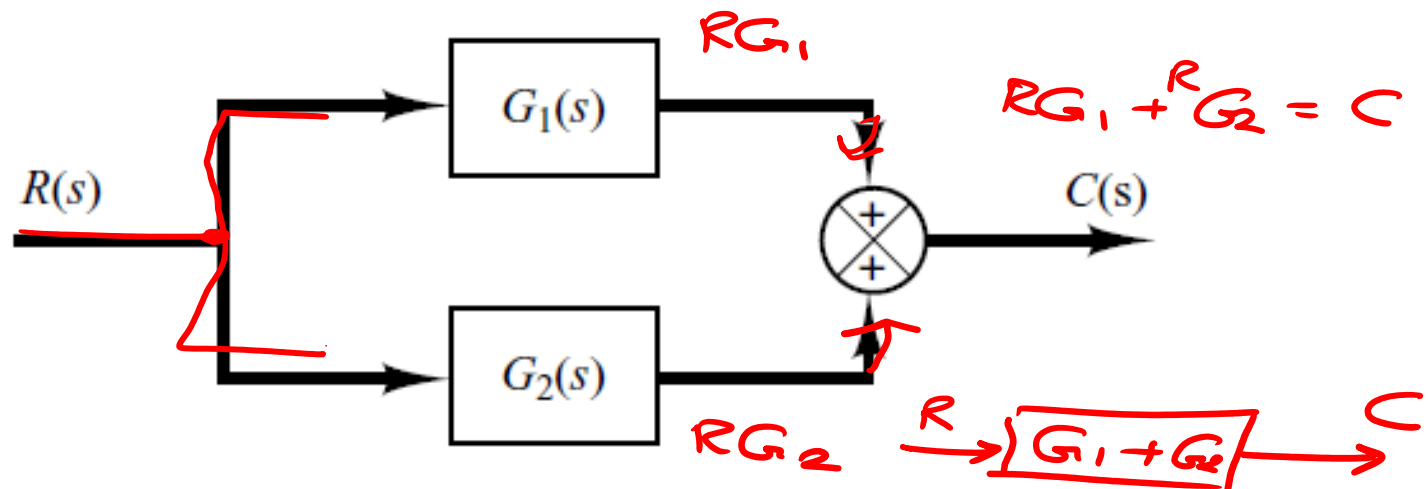 RG₁
G₁(s)
RG₁ + RG₂ = C
R(s)
C(s)
+
+
G₂(s)
RG₂
R
G₁ + G₂
C